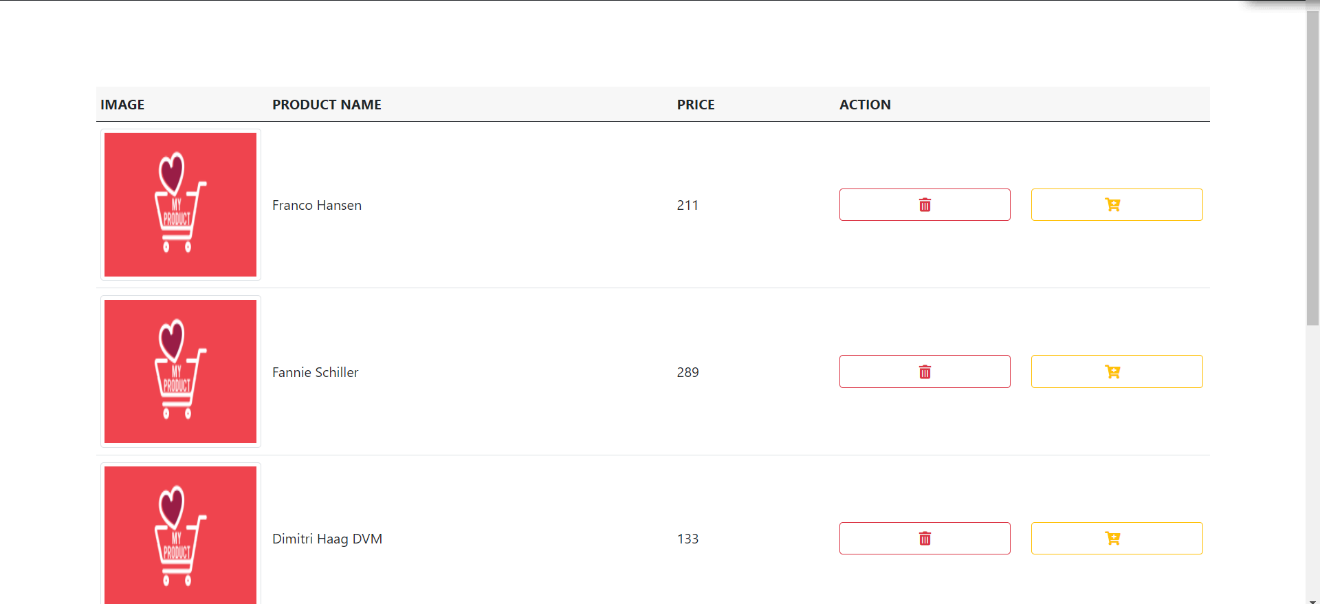 IMAGE PRODUCT NAME PRICE ACTION
MY
PRODUCT
Franco Hansen 211
MY
PRODUCT
Fannie Schiller 289
MY
PRODUCT
Dimitri Haag DVM 133